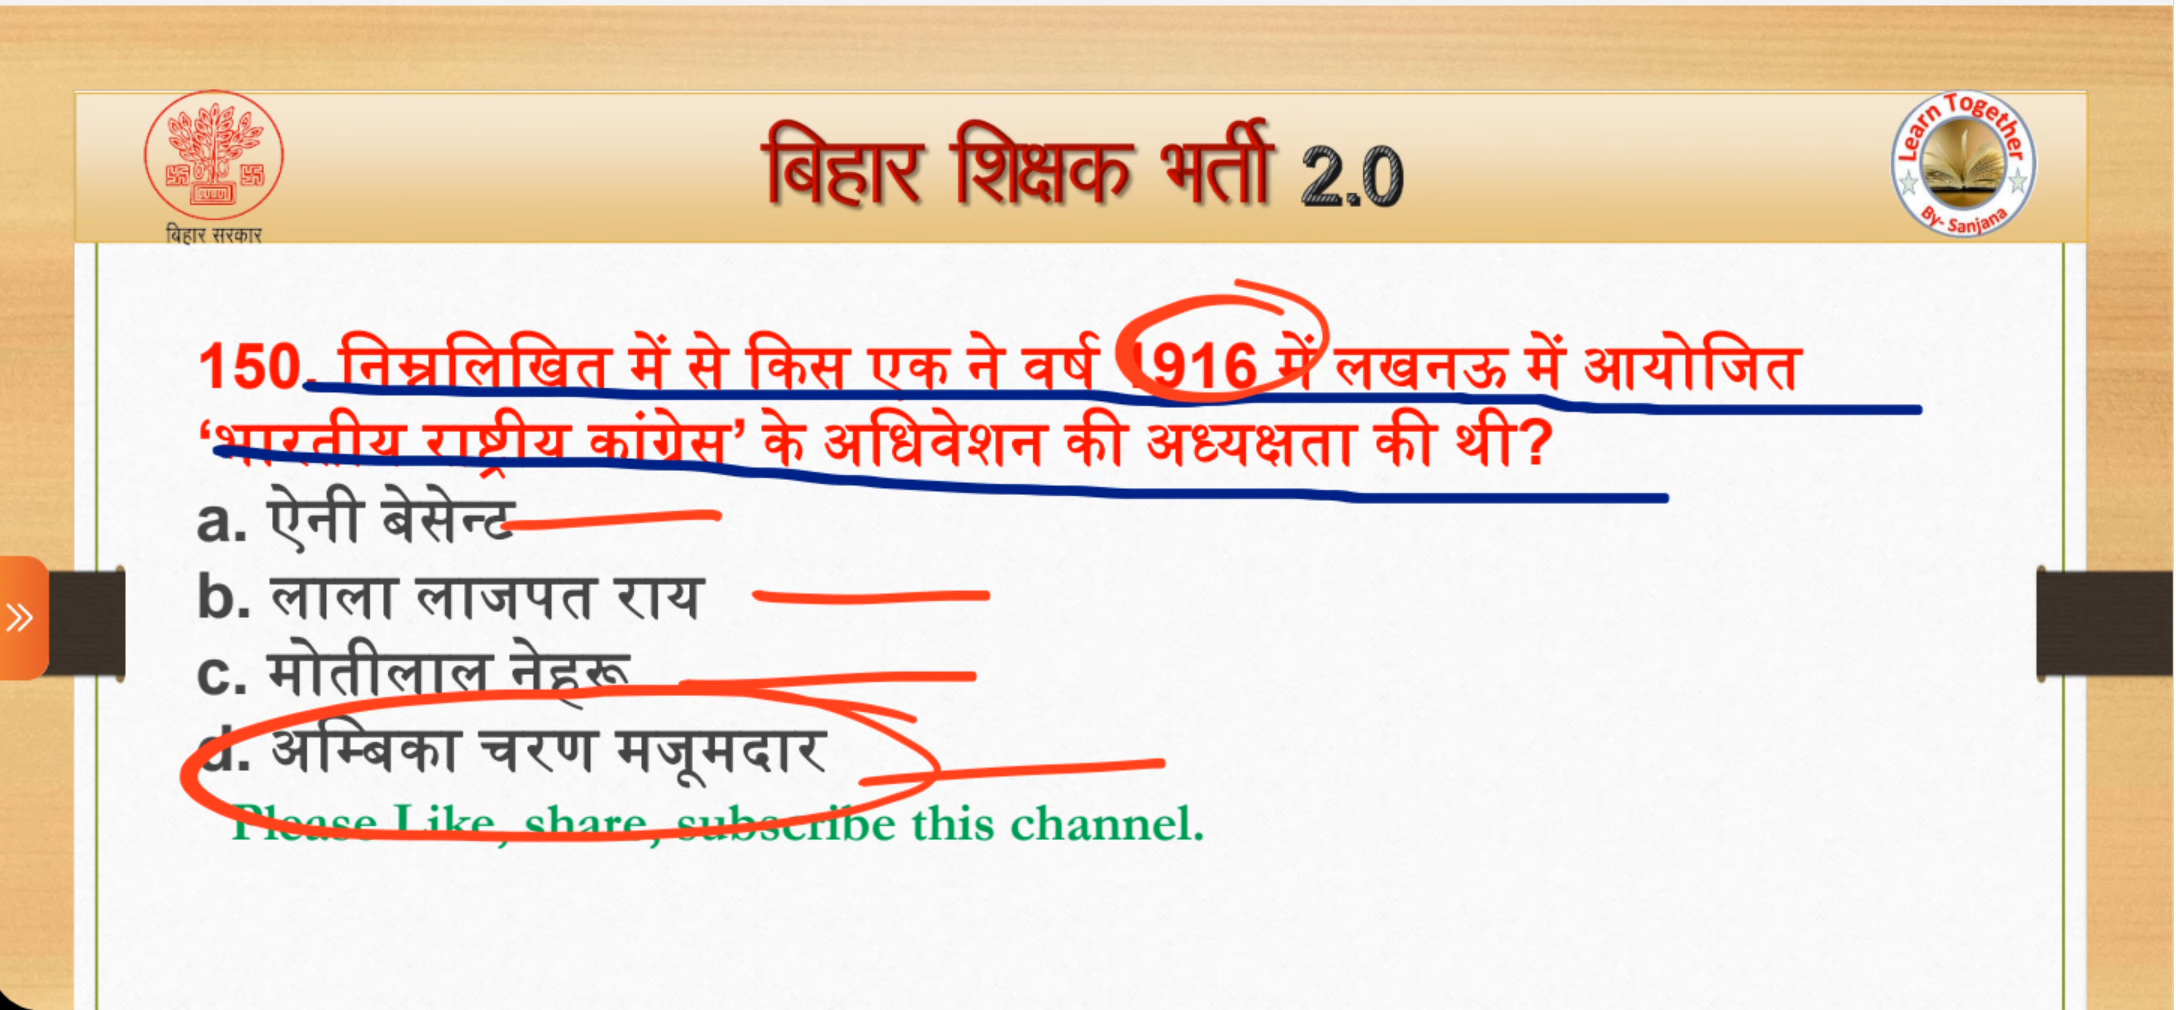 बिहार सरकार
बिहार शिक्षक भर्ती 2.0
Learn Together
By- Sanjana
150. निम्नलिखित में से किस एक ने वर्ष 1916 में लखनऊ में आयोजित
‘भारतीय राष्ट्रीय कांग्रेस’ के अधिवेशन की अध्यक्षता की थी?
a. ऐनी बेसेन्ट
b. लाला लाजपत राय
c. मोतीलाल नेहरू
d. अम्बिका चरण मजूमदार
Please Like, share, subscribe this channel.